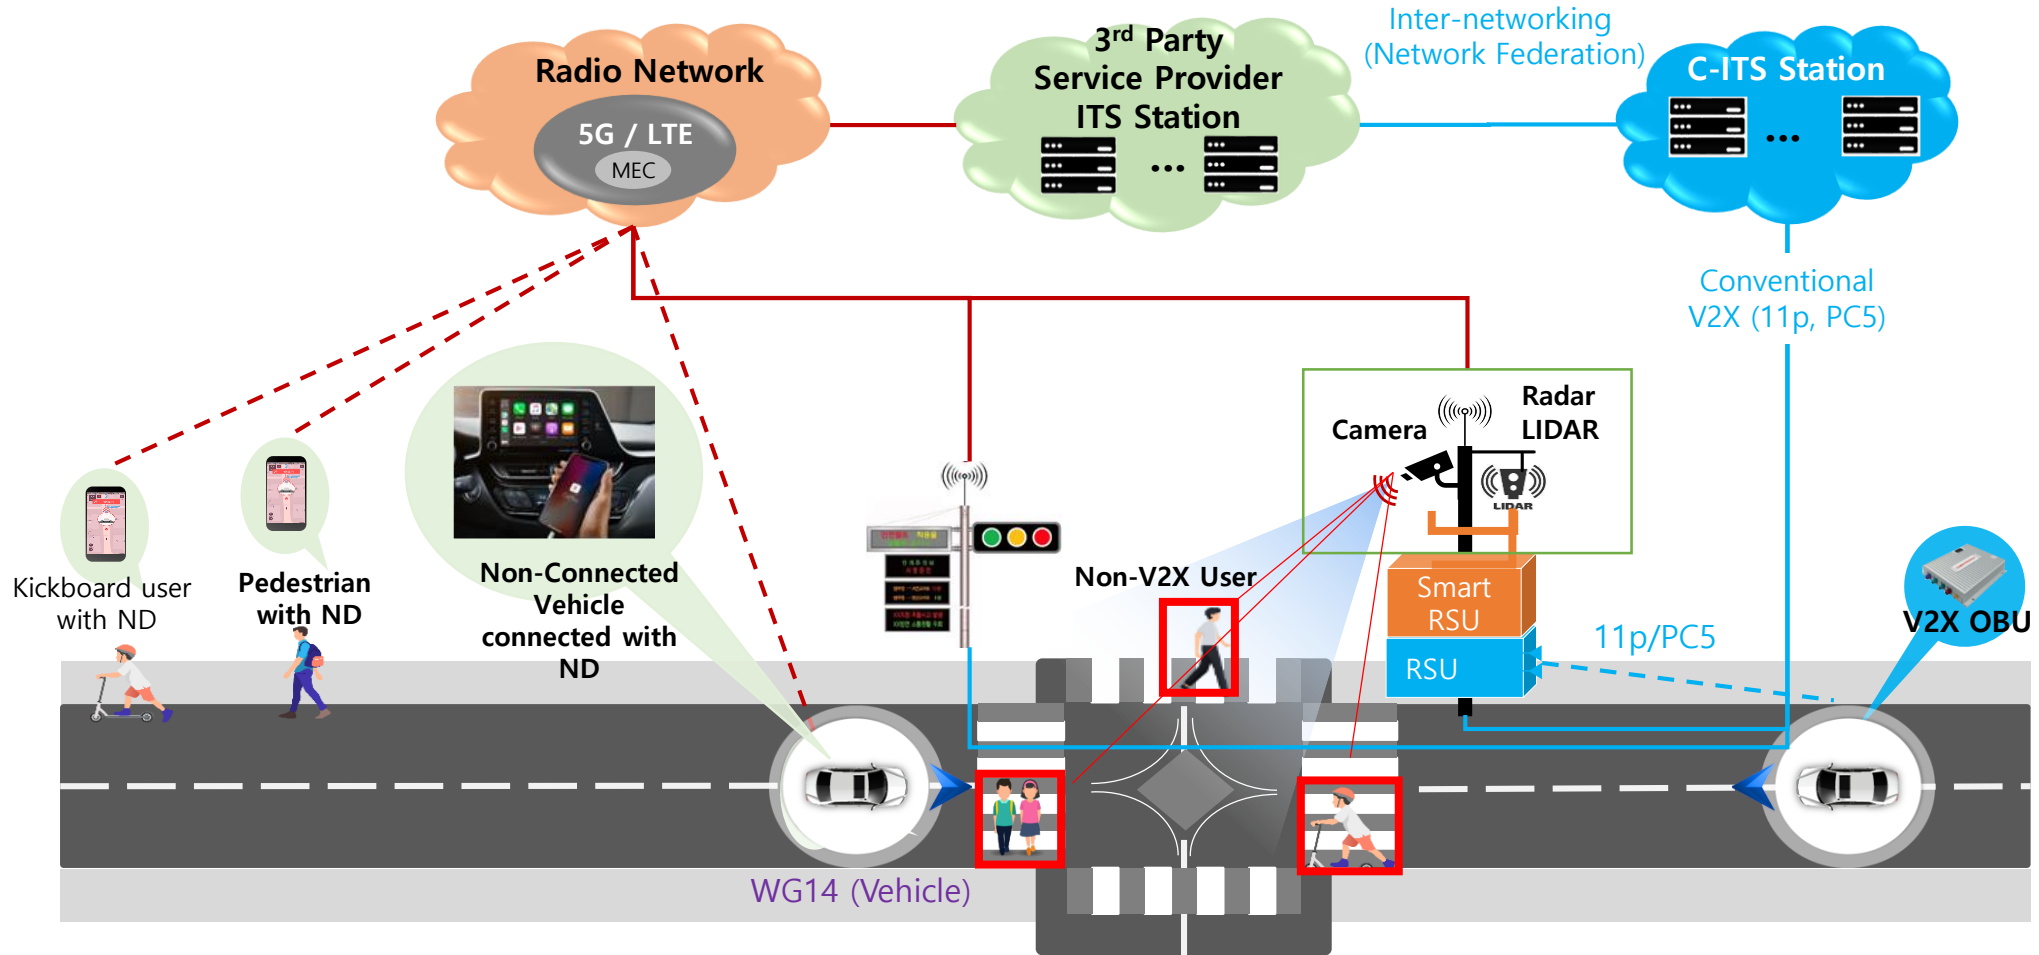 Radio Network
5G / LTE
MEC
3rd Party
Service Provider
ITS Station
...
Inter-networking
(Network Federation)
C-ITS Station
...
Conventional
V2X (11p, PC5)
Radar
LIDAR
Camera
LIDAR
Kickboard user
with ND
Pedestrian
with ND
Non-Connected
Vehicle
connected with
ND
Non-V2X User
Smart
RSU
RSU
11p/PC5
V2X OBU
WG14 (Vehicle)